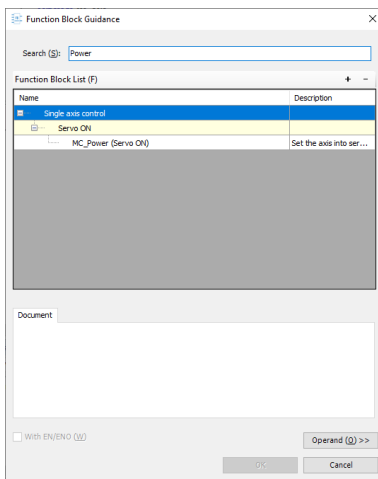 Function Block Guidance
Search (S): Power
Function Block List (F) + -
Name Description
Single axis control
Servo ON
MC_Power (Servo ON) Set the axis into ser...
Document
With EN/ENO (W)
Operand (O) >>
OK Cancel